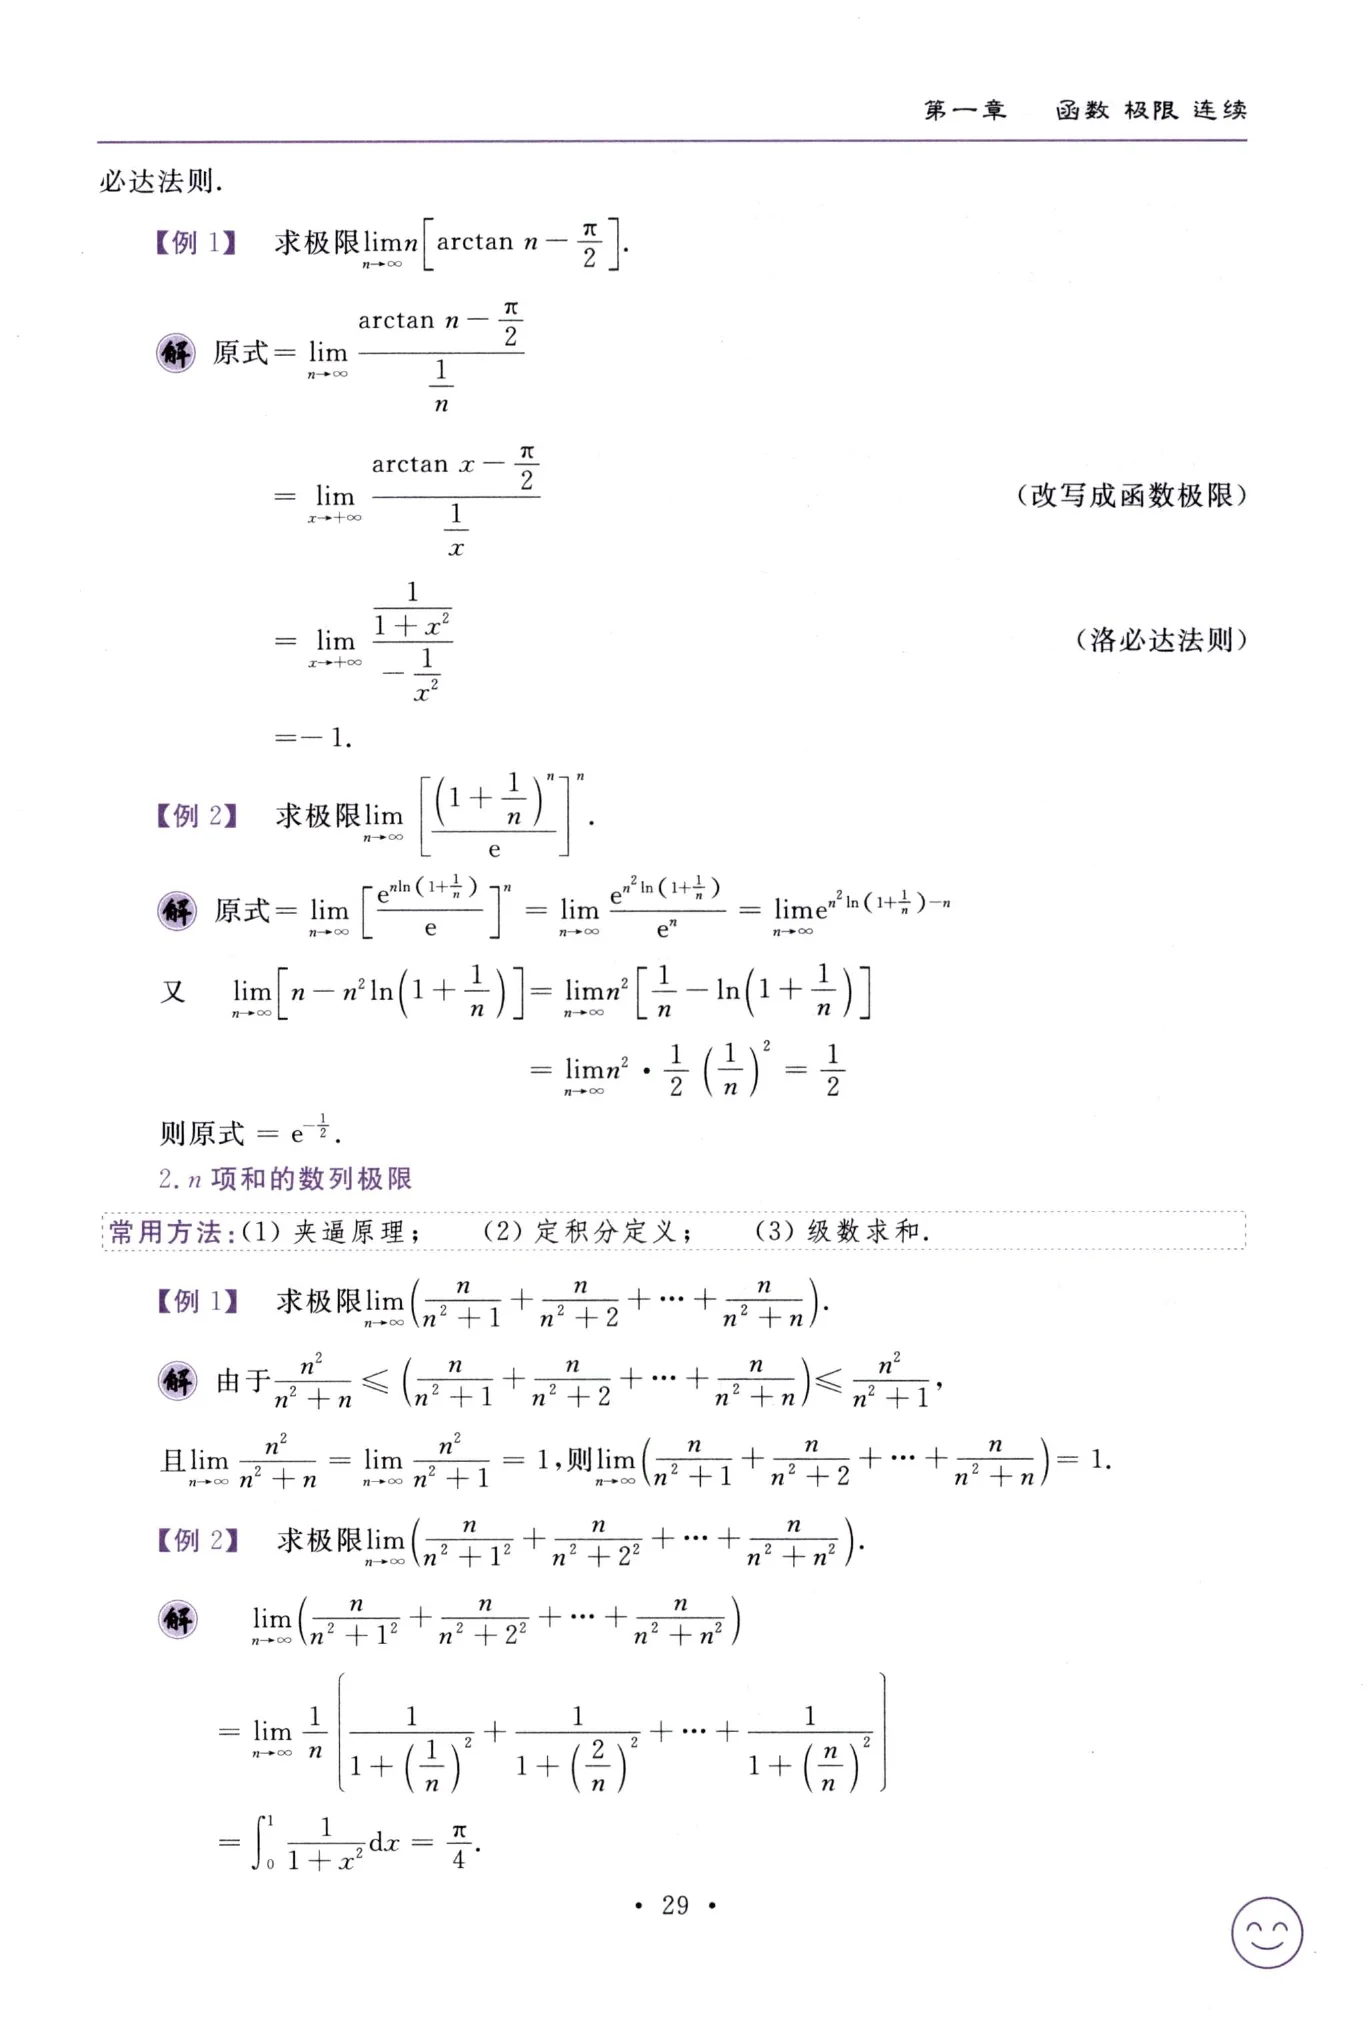 第一章 函数 极限 连续
必达法则.
【例 1】 求极限$\lim\limits_{n\to\infty} n\left[\arctan n-\frac{\pi}{2}\right]$.
解 原式$=\lim\limits_{n\to\infty}\frac{\arctan n-\frac{\pi}{2}}{\frac{1}{n}}$
$=\lim\limits_{x\to+\infty}\frac{\arctan x-\frac{\pi}{2}}{\frac{1}{x}}$ (改写成函数极限)
$=\lim\limits_{x\to+\infty}\frac{\frac{1}{1+x^2}}{-\frac{1}{x^2}}$ (洛必达法则)
$=-1.$
【例 2】 求极限$\lim\limits_{n\to\infty}\left[\frac{\left(1+\frac{1}{n}\right)^n}{e}\right]^n$.
解 原式$=\lim\limits_{n\to\infty}\left[\frac{e^{n\ln(1+\frac{1}{n})}}{e}\right]^n=\lim\limits_{n\to\infty}\frac{e^{n^2\ln(1+\frac{1}{n})}}{e^n}=\lim\limits_{n\to\infty}e^{n^2\ln(1+\frac{1}{n})-n}$
又 $\lim\limits_{n\to\infty}\left[n-n^2\ln\left(1+\frac{1}{n}\right)\right]=\lim\limits_{n\to\infty}n^2\left[\frac{1}{n}-\ln\left(1+\frac{1}{n}\right)\right]$
$=\lim\limits_{n\to\infty}n^2\cdot\frac{1}{2}\left(\frac{1}{n}\right)^2=\frac{1}{2}$
则原式 $=e^{-\frac{1}{2}}$.
2. n 项和的数列极限
常用方法:(1) 夹逼原理; (2) 定积分定义; (3) 级数求和.
【例 1】 求极限$\lim\limits_{n\to\infty}\left(\frac{n}{n^2+1}+\frac{n}{n^2+2}+\cdots+\frac{n}{n^2+n}\right)$.
解 由于$\frac{n^2}{n^2+n}\leqslant\left(\frac{n}{n^2+1}+\frac{n}{n^2+2}+\cdots+\frac{n}{n^2+n}\right)\leqslant\frac{n^2}{n^2+1}$,
且$\lim\limits_{n\to\infty}\frac{n^2}{n^2+n}=\lim\limits_{n\to\infty}\frac{n^2}{n^2+1}=1$,则$\lim\limits_{n\to\infty}\left(\frac{n}{n^2+1}+\frac{n}{n^2+2}+\cdots+\frac{n}{n^2+n}\right)=1.$
【例 2】 求极限$\lim\limits_{n\to\infty}\left(\frac{n}{n^2+1^2}+\frac{n}{n^2+2^2}+\cdots+\frac{n}{n^2+n^2}\right)$.
解 $\lim\limits_{n\to\infty}\left(\frac{n}{n^2+1^2}+\frac{n}{n^2+2^2}+\cdots+\frac{n}{n^2+n^2}\right)$
$=\lim\limits_{n\to\infty}\frac{1}{n}\left[\frac{1}{1+\left(\frac{1}{n}\right)^2}+\frac{1}{1+\left(\frac{2}{n}\right)^2}+\cdots+\frac{1}{1+\left(\frac{n}{n}\right)^2}\right]$
$=\int_0^1\frac{1}{1+x^2}dx=\frac{\pi}{4}.$
· 29 ·